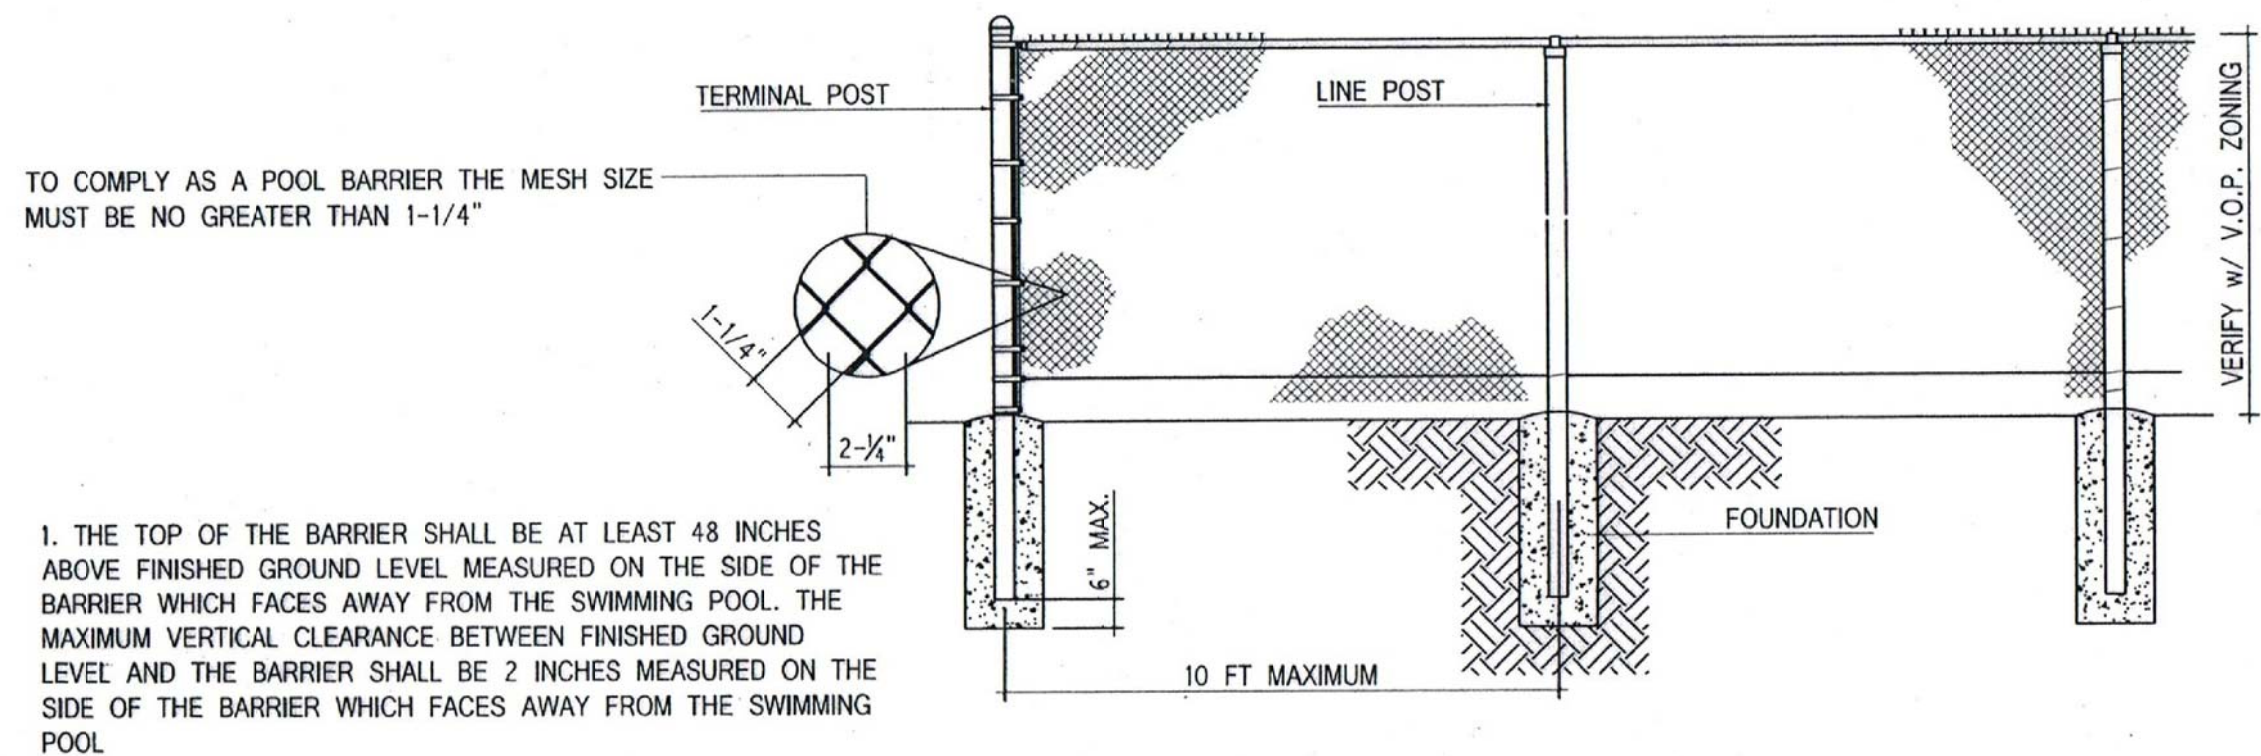 TERMINAL POST
LINE POST
VERIFY w/ V.O.P. ZONING
TO COMPLY AS A POOL BARRIER THE MESH SIZE
MUST BE NO GREATER THAN 1-1/4"
1-1/4"
2-1/4"
6" MAX.
FOUNDATION
10 FT MAXIMUM
1. THE TOP OF THE BARRIER SHALL BE AT LEAST 48 INCHES
ABOVE FINISHED GROUND LEVEL MEASURED ON THE SIDE OF THE
BARRIER WHICH FACES AWAY FROM THE SWIMMING POOL. THE
MAXIMUM VERTICAL CLEARANCE BETWEEN FINISHED GROUND
LEVEL AND THE BARRIER SHALL BE 2 INCHES MEASURED ON THE
SIDE OF THE BARRIER WHICH FACES AWAY FROM THE SWIMMING
POOL